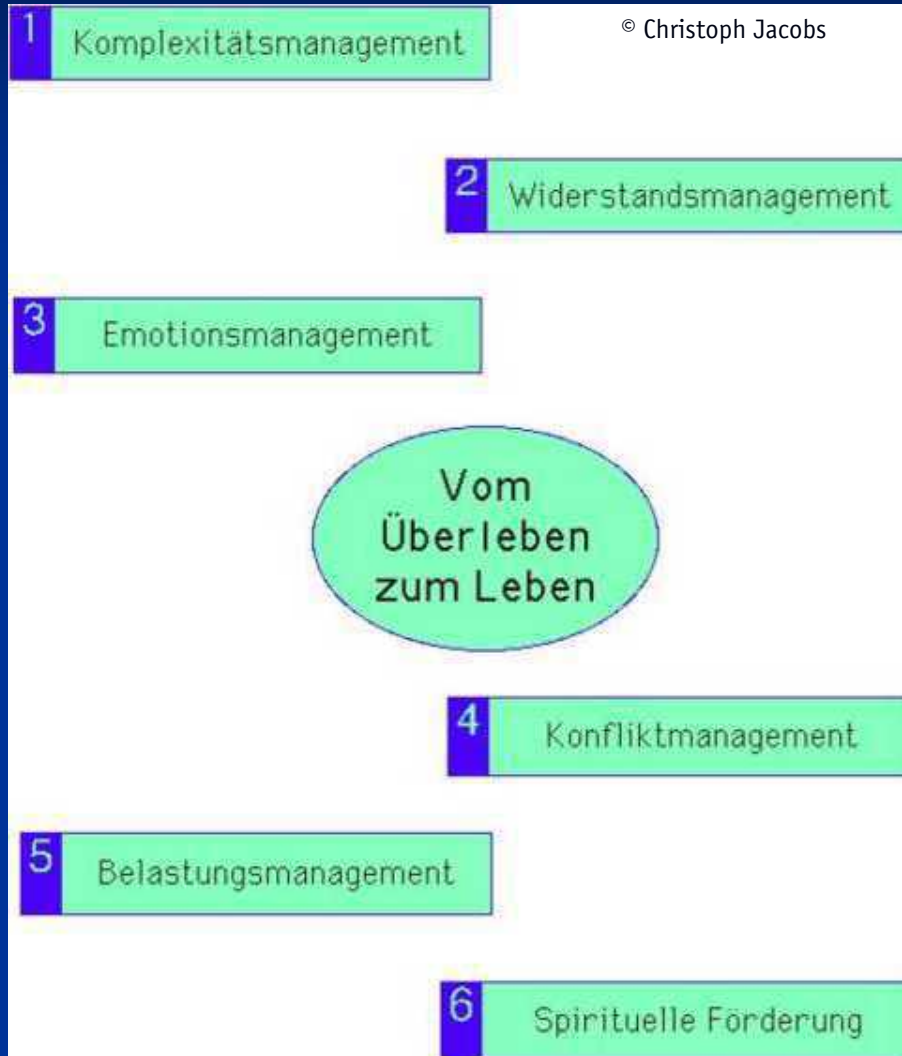 1 Komplexitätsmanagement
© Christoph Jacobs
2 Widerstandsmanagement
3 Emotionsmanagement
Vom
Überleben
zum Leben
4 Konfliktmanagement
5 Belastungsmanagement
6 Spirituelle Förderung